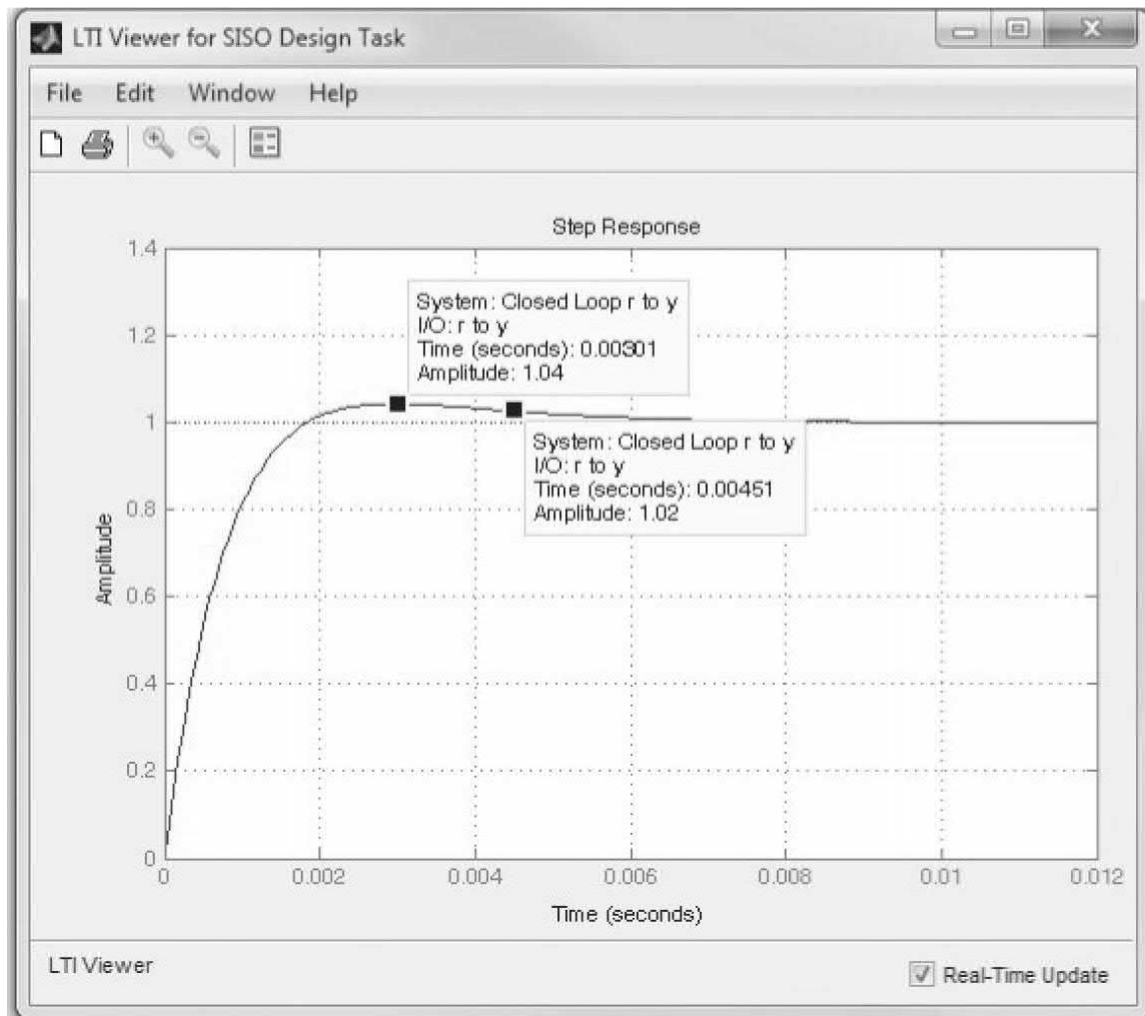 LTI Viewer for SISO Design Task
File Edit Window Help
Step Response
1.4
1.2
1
0.8
0.6
0.4
0.2
0
Amplitude
System: Closed Loop r to y
I/O: r to y
Time (seconds): 0.00301
Amplitude: 1.04
System: Closed Loop r to y
I/O: r to y
Time (seconds): 0.00451
Amplitude: 1.02
0 0.002 0.004 0.006 0.008 0.01 0.012
Time (seconds)
LTI Viewer
Real-Time Update